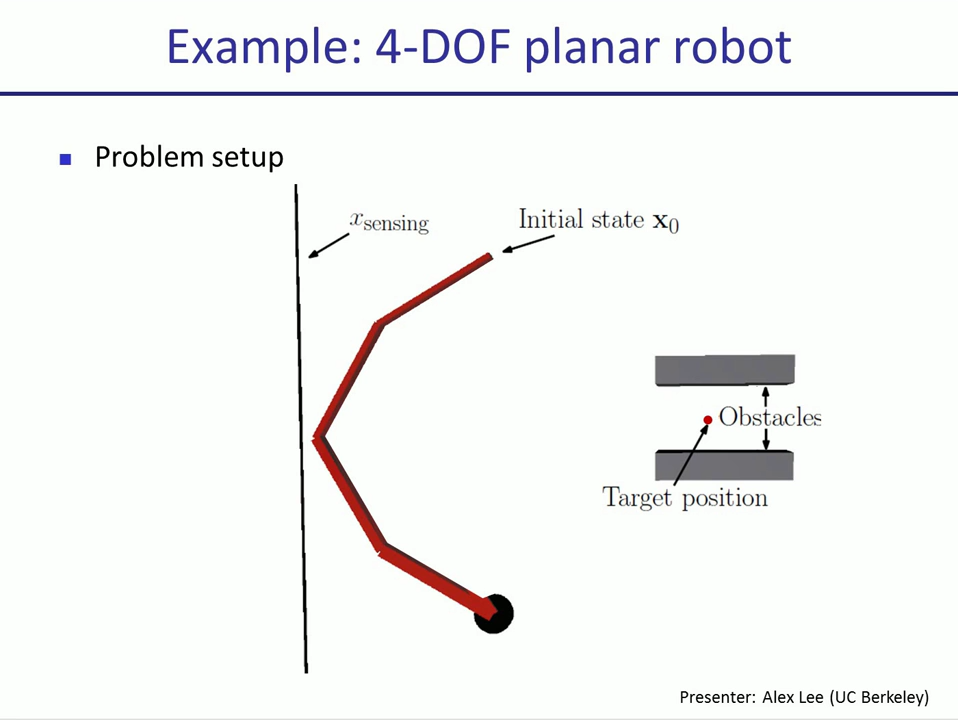 Example: 4-DOF planar robot
Problem setup
x_sensing
Initial state x_0
Obstacles
Target position
Presenter: Alex Lee (UC Berkeley)